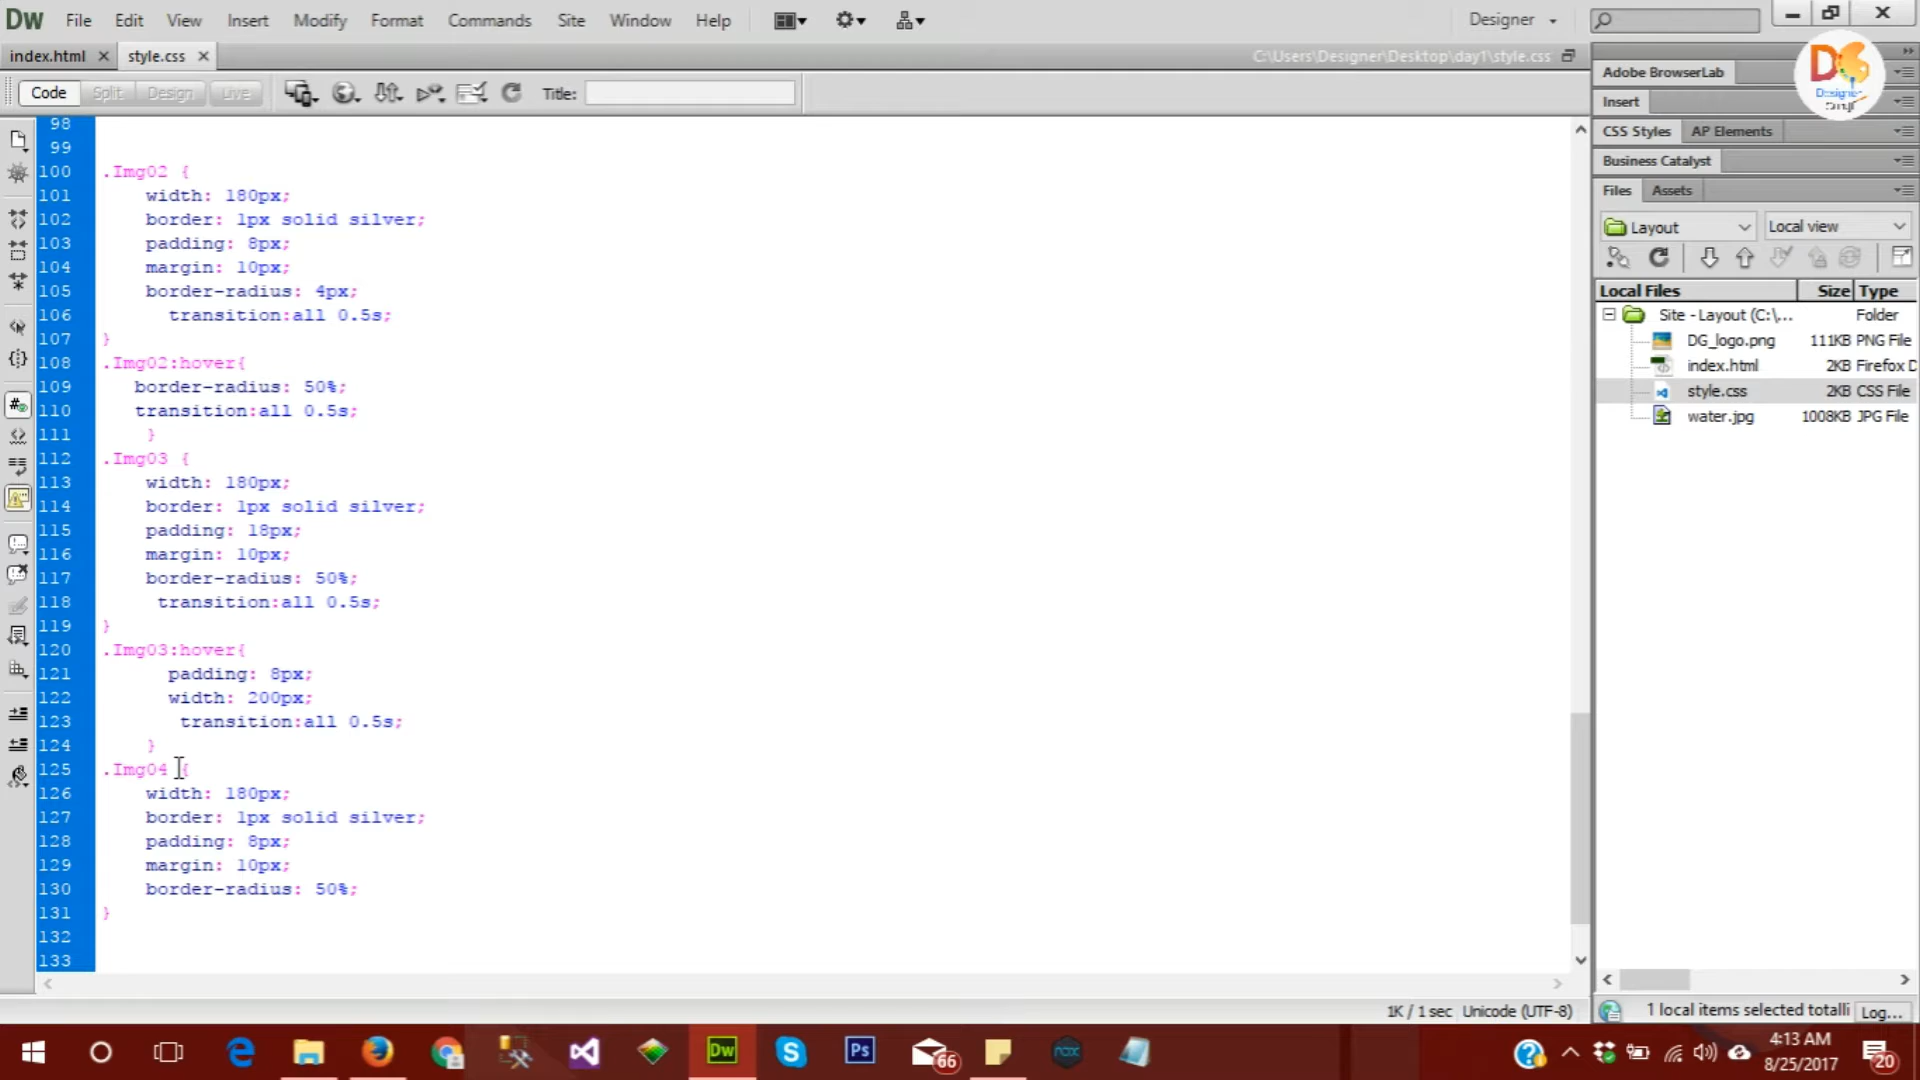 Dw File Edit View Insert Modify Format Commands Site Window Help Designer
index.html style.css C:\Users\Designer\Desktop\day1\style.css
Code Split Design Live Title:
98
99
100 .Img02 {
101 width: 180px;
102 border: 1px solid silver;
103 padding: 8px;
104 margin: 10px;
105 border-radius: 4px;
106 transition:all 0.5s;
107 }
108 .Img02:hover{
109 border-radius: 50%;
110 transition:all 0.5s;
111 }
112 .Img03 {
113 width: 180px;
114 border: 1px solid silver;
115 padding: 18px;
116 margin: 10px;
117 border-radius: 50%;
118 transition:all 0.5s;
119 }
120 .Img03:hover{
121 padding: 8px;
122 width: 200px;
123 transition:all 0.5s;
124 }
125 .Img04 {
126 width: 180px;
127 border: 1px solid silver;
128 padding: 8px;
129 margin: 10px;
130 border-radius: 50%;
131 }
132
133
1K / 1 sec Unicode (UTF-8)
Adobe BrowserLab
Insert
CSS Styles AP Elements
Business Catalyst
Files Assets
Layout Local view
Local Files Size Type
Site - Layout (C:\... Folder
DG_logo.png 111KB PNG File
index.html 2KB Firefox D
style.css 2KB CSS File
water.jpg 1008KB JPG File
1 local items selected totalli Log...
Dw Ps 66 nox
4:13 AM
8/25/2017
20